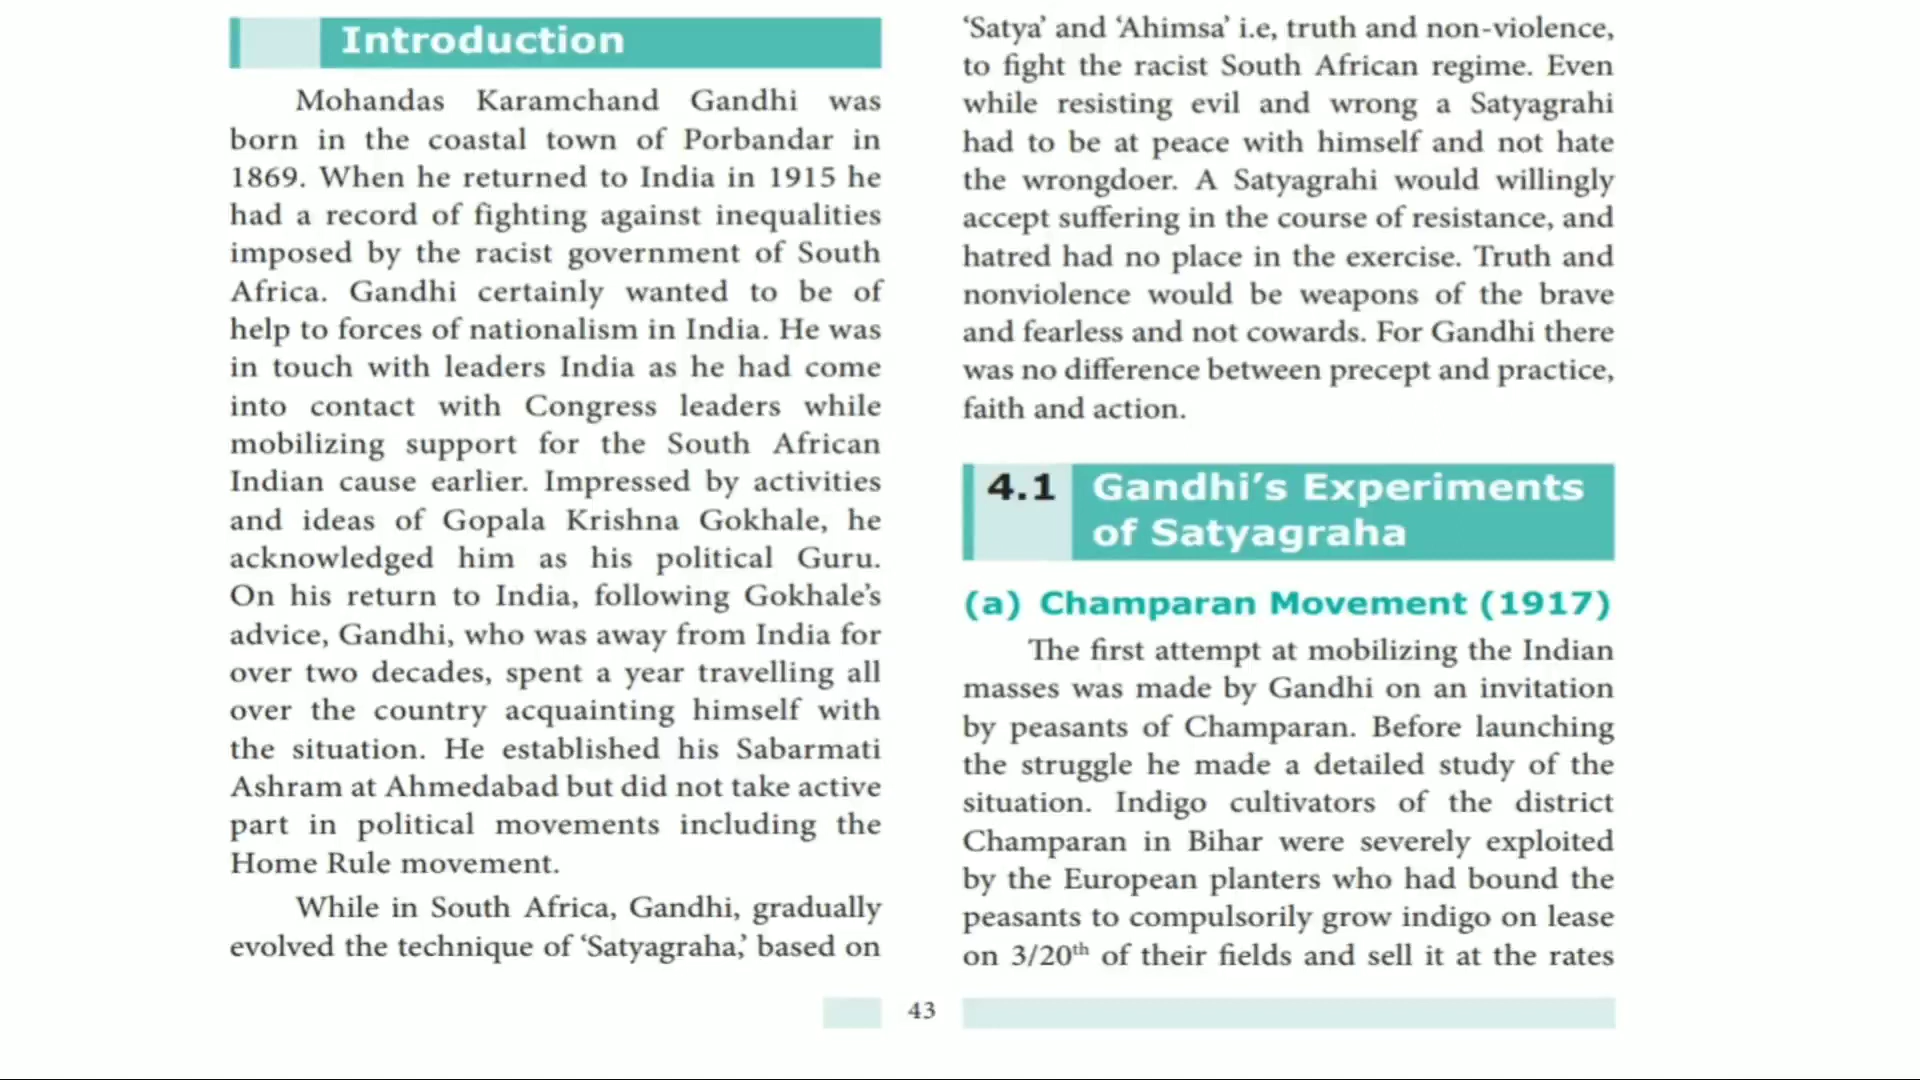 Introduction
Mohandas Karamchand Gandhi was
born in the coastal town of Porbandar in
1869. When he returned to India in 1915 he
had a record of fighting against inequalities
imposed by the racist government of South
Africa. Gandhi certainly wanted to be of
help to forces of nationalism in India. He was
in touch with leaders India as he had come
into contact with Congress leaders while
mobilizing support for the South African
Indian cause earlier. Impressed by activities
and ideas of Gopala Krishna Gokhale, he
acknowledged him as his political Guru.
On his return to India, following Gokhale’s
advice, Gandhi, who was away from India for
over two decades, spent a year travelling all
over the country acquainting himself with
the situation. He established his Sabarmati
Ashram at Ahmedabad but did not take active
part in political movements including the
Home Rule movement.
While in South Africa, Gandhi, gradually
evolved the technique of ‘Satyagraha,’ based on
‘Satya’ and ‘Ahimsa’ i.e, truth and non-violence,
to fight the racist South African regime. Even
while resisting evil and wrong a Satyagrahi
had to be at peace with himself and not hate
the wrongdoer. A Satyagrahi would willingly
accept suffering in the course of resistance, and
hatred had no place in the exercise. Truth and
nonviolence would be weapons of the brave
and fearless and not cowards. For Gandhi there
was no difference between precept and practice,
faith and action.
4.1 Gandhi’s Experiments
of Satyagraha
(a) Champaran Movement (1917)
The first attempt at mobilizing the Indian
masses was made by Gandhi on an invitation
by peasants of Champaran. Before launching
the struggle he made a detailed study of the
situation. Indigo cultivators of the district
Champaran in Bihar were severely exploited
by the European planters who had bound the
peasants to compulsorily grow indigo on lease
on 3/20th of their fields and sell it at the rates
43